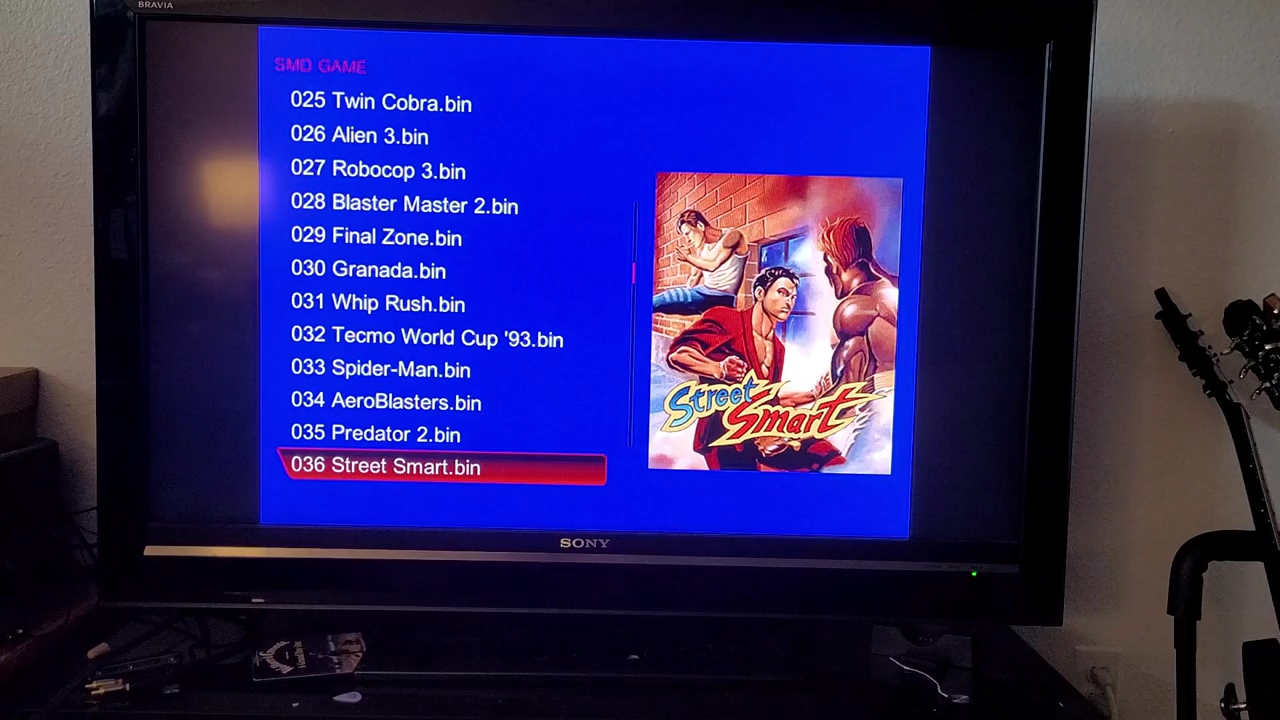 BRAVIA
SMD GAME
025 Twin Cobra.bin
026 Alien 3.bin
027 Robocop 3.bin
028 Blaster Master 2.bin
029 Final Zone.bin
030 Granada.bin
031 Whip Rush.bin
032 Tecmo World Cup '93.bin
033 Spider-Man.bin
034 AeroBlasters.bin
035 Predator 2.bin
036 Street Smart.bin
Street
Smart
SONY